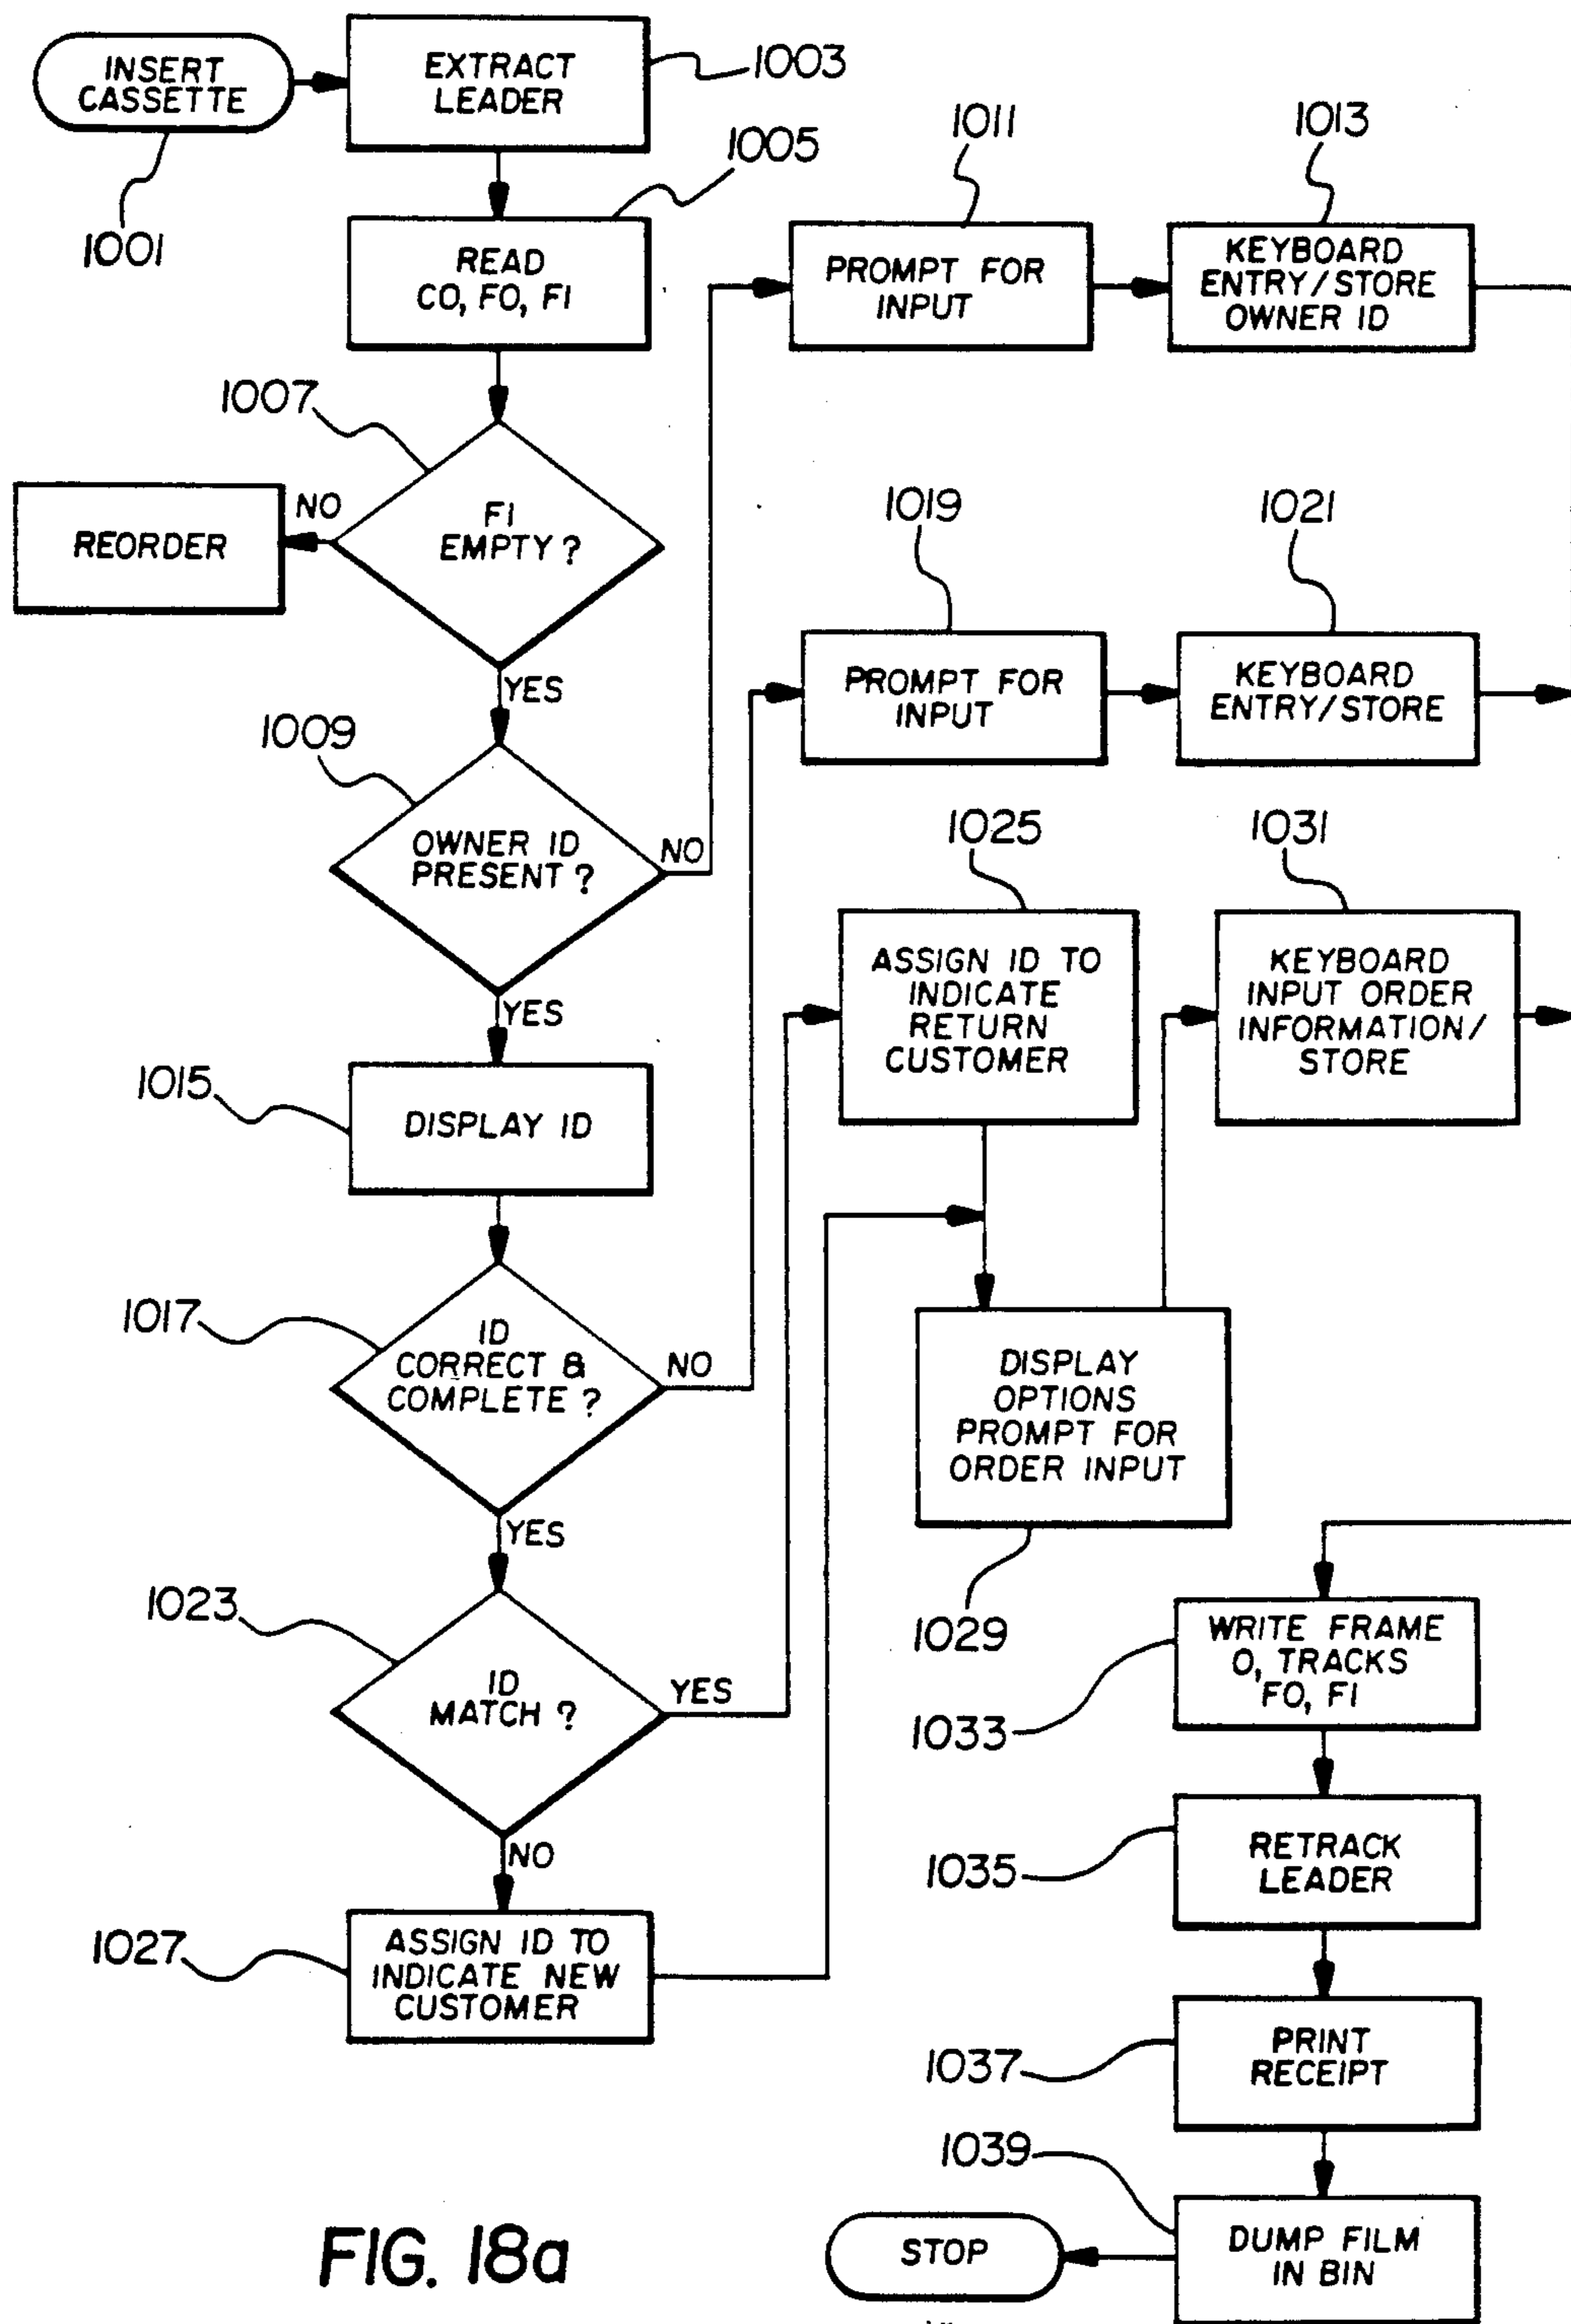 INSERT
CASSETTE
1001
EXTRACT
LEADER
1003
1005
READ
CO, FO, F1
1011
PROMPT FOR
INPUT
1013
KEYBOARD
ENTRY/STORE
OWNER ID
1007
F1
EMPTY ?
NO
REORDER
YES
1019
PROMPT FOR
INPUT
1021
KEYBOARD
ENTRY/STORE
1009
OWNER ID
PRESENT ?
NO
YES
1025
ASSIGN ID TO
INDICATE
RETURN
CUSTOMER
1031
KEYBOARD
INPUT ORDER
INFORMATION/
STORE
1015
DISPLAY ID
1017
ID
CORRECT &
COMPLETE ?
NO
YES
DISPLAY
OPTIONS
PROMPT FOR
ORDER INPUT
1029
1023
ID
MATCH ?
YES
NO
1027
ASSIGN ID TO
INDICATE NEW
CUSTOMER
WRITE FRAME
O, TRACKS
FO, F1
1033
RETRACK
LEADER
1035
PRINT
RECEIPT
1037
1039
DUMP FILM
IN BIN
STOP
FIG. 18a